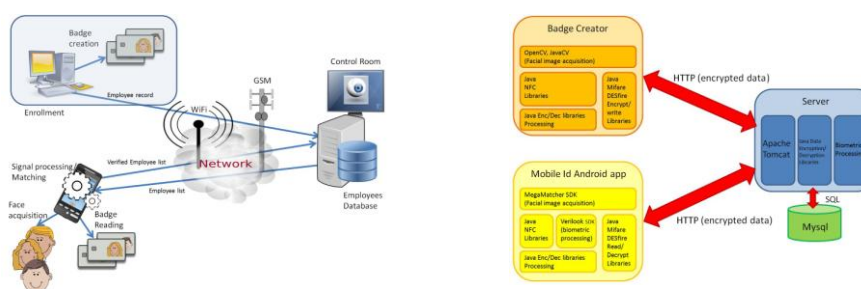 Badge
creation
Enrollment
Employee record
WiFi
GSM
Control Room
Network
Signal processing/
Matching
Verified Employee list
Employee list
Employees
Database
Face
acquisition
Badge
Reading
Badge Creator
OpenCV, JavaCV
(Facial image acquisition)
Java
NFC
Libraries
Java
Mifare
DESfire
Encrypt/
write
Libraries
Java Enc/Dec libraries
Processing
HTTP (encrypted data)
Server
Apache
Tomcat
Java Data
Encryption/
Decryption
Libraries
Biometric
Processing
SQL
Mysql
Mobile Id Android app
MegaMatcher SDK
(Facial image acquisition)
Java
NFC
Libraries
(biometric
processing)
Java
Mifare
DESfire
Read/
Decrypt
Libraries
Java Enc/Dec libraries
Processing
HTTP (encrypted data)